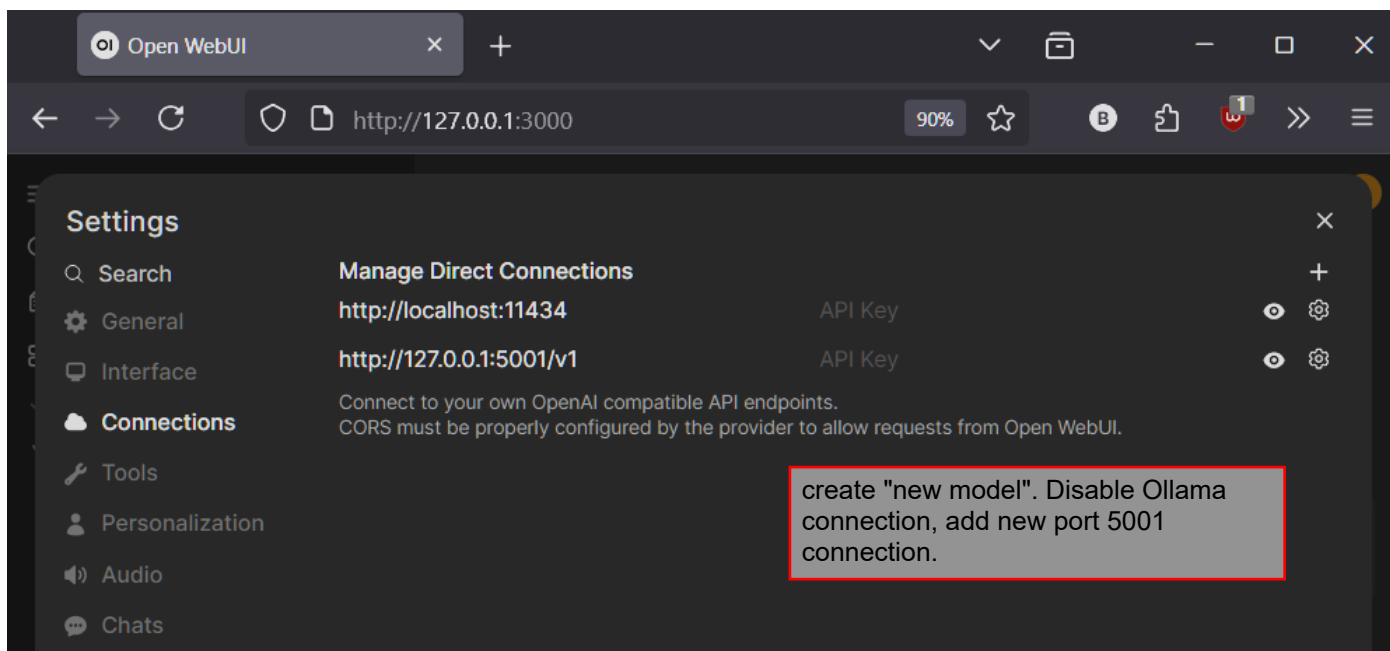 Open WebUI
http://127.0.0.1:3000
90%
B
1
Settings
Search
Manage Direct Connections
General
http://localhost:11434
API Key
Interface
http://127.0.0.1:5001/v1
API Key
Connections
Connect to your own OpenAI compatible API endpoints.
CORS must be properly configured by the provider to allow requests from Open WebUI.
Tools
create "new model". Disable Ollama
connection, add new port 5001
connection.
Personalization
Audio
Chats